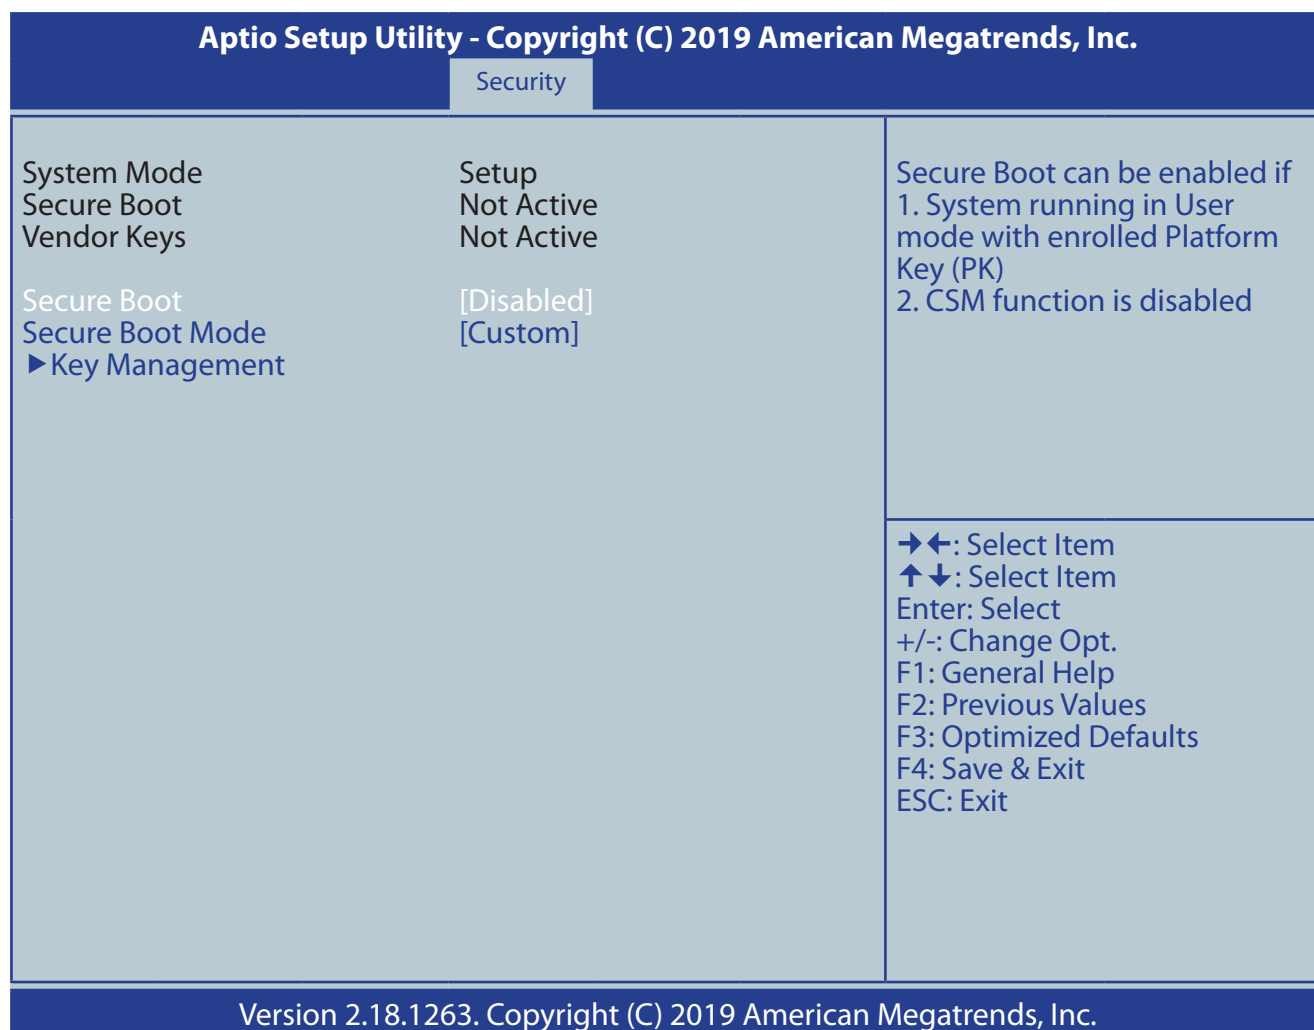 Aptio Setup Utility - Copyright (C) 2019 American Megatrends, Inc.
Security
System Mode Setup
Secure Boot Not Active
Vendor Keys Not Active
Secure Boot [Disabled]
Secure Boot Mode [Custom]
▶Key Management
Secure Boot can be enabled if
1. System running in User
mode with enrolled Platform
Key (PK)
2. CSM function is disabled
→←: Select Item
↑↓: Select Item
Enter: Select
+/-: Change Opt.
F1: General Help
F2: Previous Values
F3: Optimized Defaults
F4: Save & Exit
ESC: Exit
Version 2.18.1263. Copyright (C) 2019 American Megatrends, Inc.